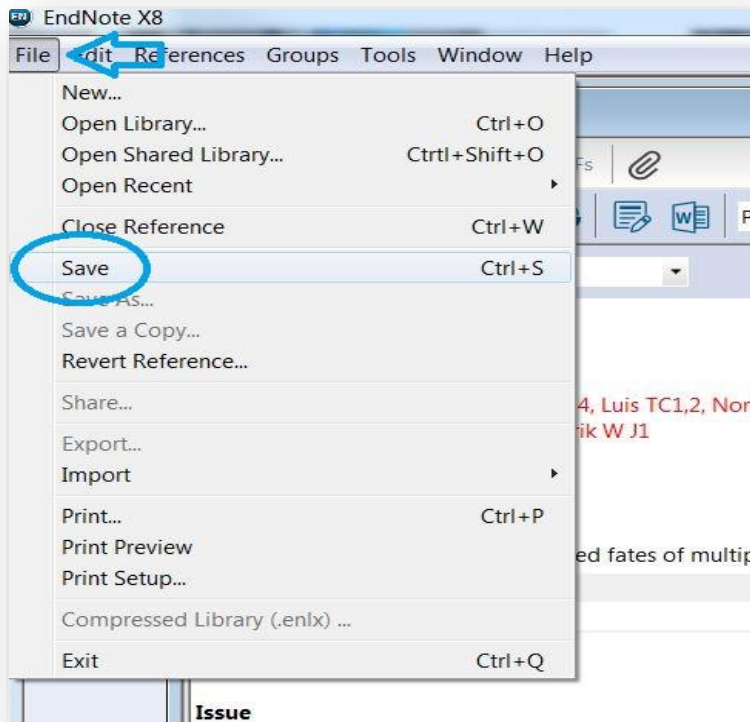 EndNote X8
File Edit References Groups Tools Window Help
New...
Open Library... Ctrl+O
Open Shared Library... Ctrtl+Shift+O
Open Recent
Close Reference Ctrl+W
Save Ctrl+S
Save As...
Save a Copy...
Revert Reference...
Share...
4, Luis TC1,2, Nor
rik W J1
Export...
Import
Print... Ctrl+P
Print Preview
ed fates of multip
Print Setup...
Compressed Library (.enlx) ...
Exit Ctrl+Q
Issue